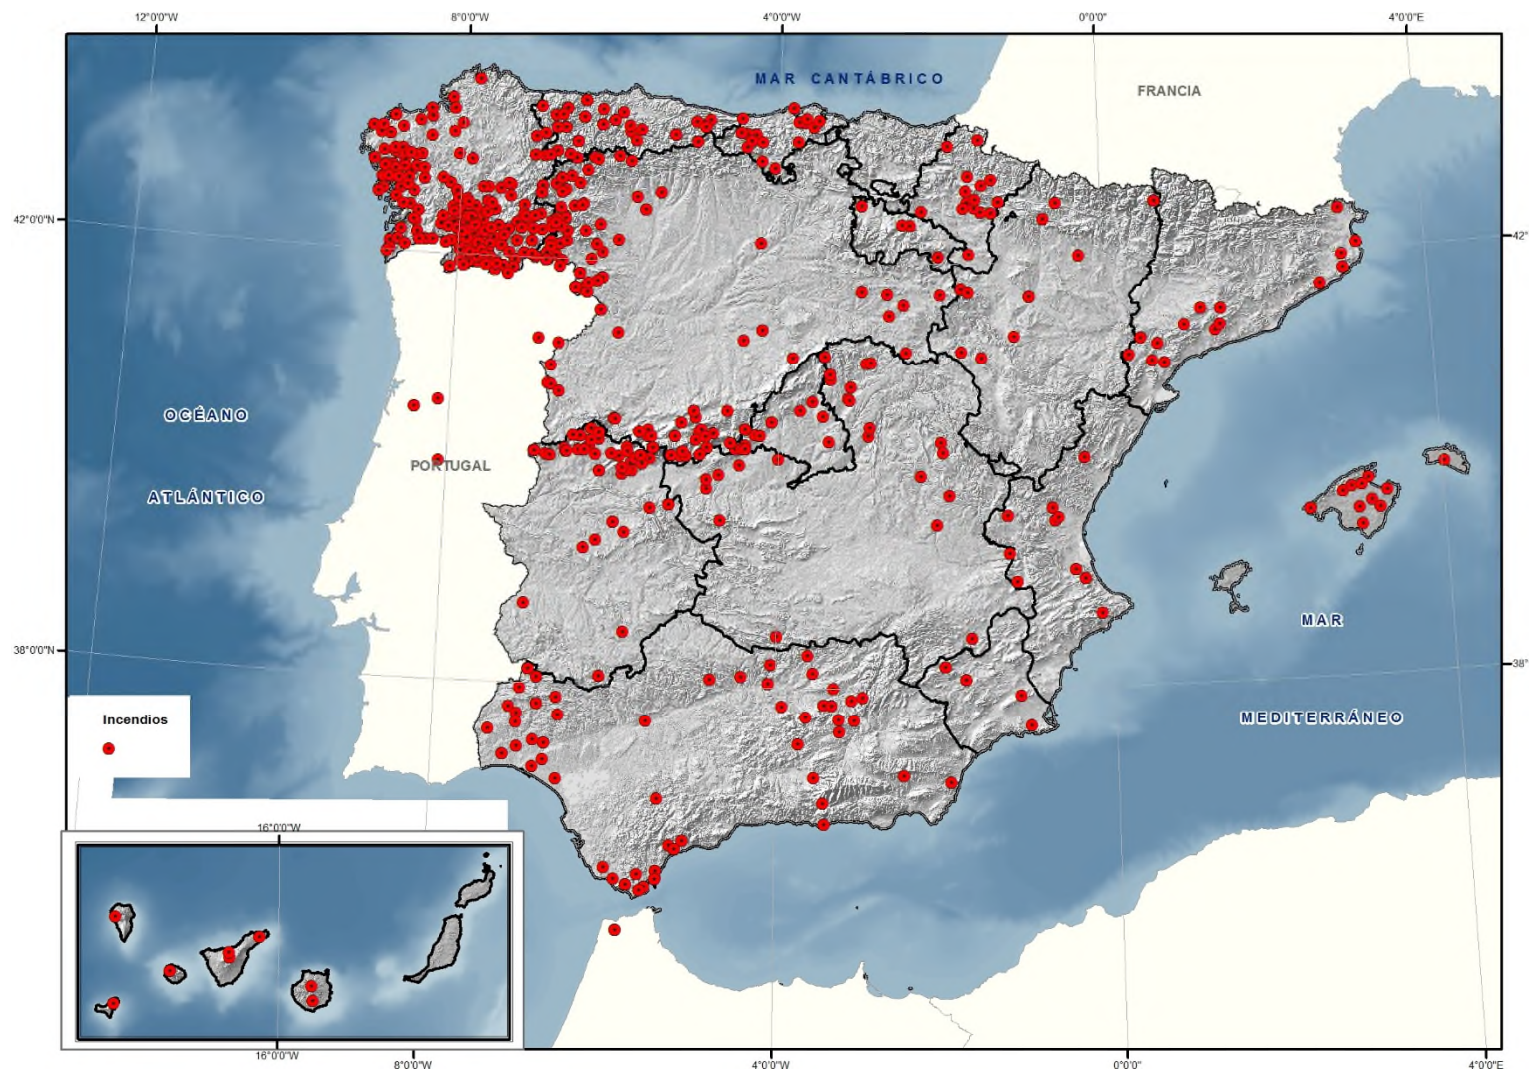 12°0'0"W 8°0'0"W 4°0'0"W 0°0'0" 4°0'0"E
MAR CANTÁBRICO
FRANCIA
42°0'0"N
42°
OCÉANO
PORTUGAL
ATLÁNTICO
MAR
38°0'0"N
38°
MEDITERRÁNEO
Incendios
16°0'0"W
16°0'0"W 8°0'0"W 4°0'0"W 0°0'0" 4°0'0"E